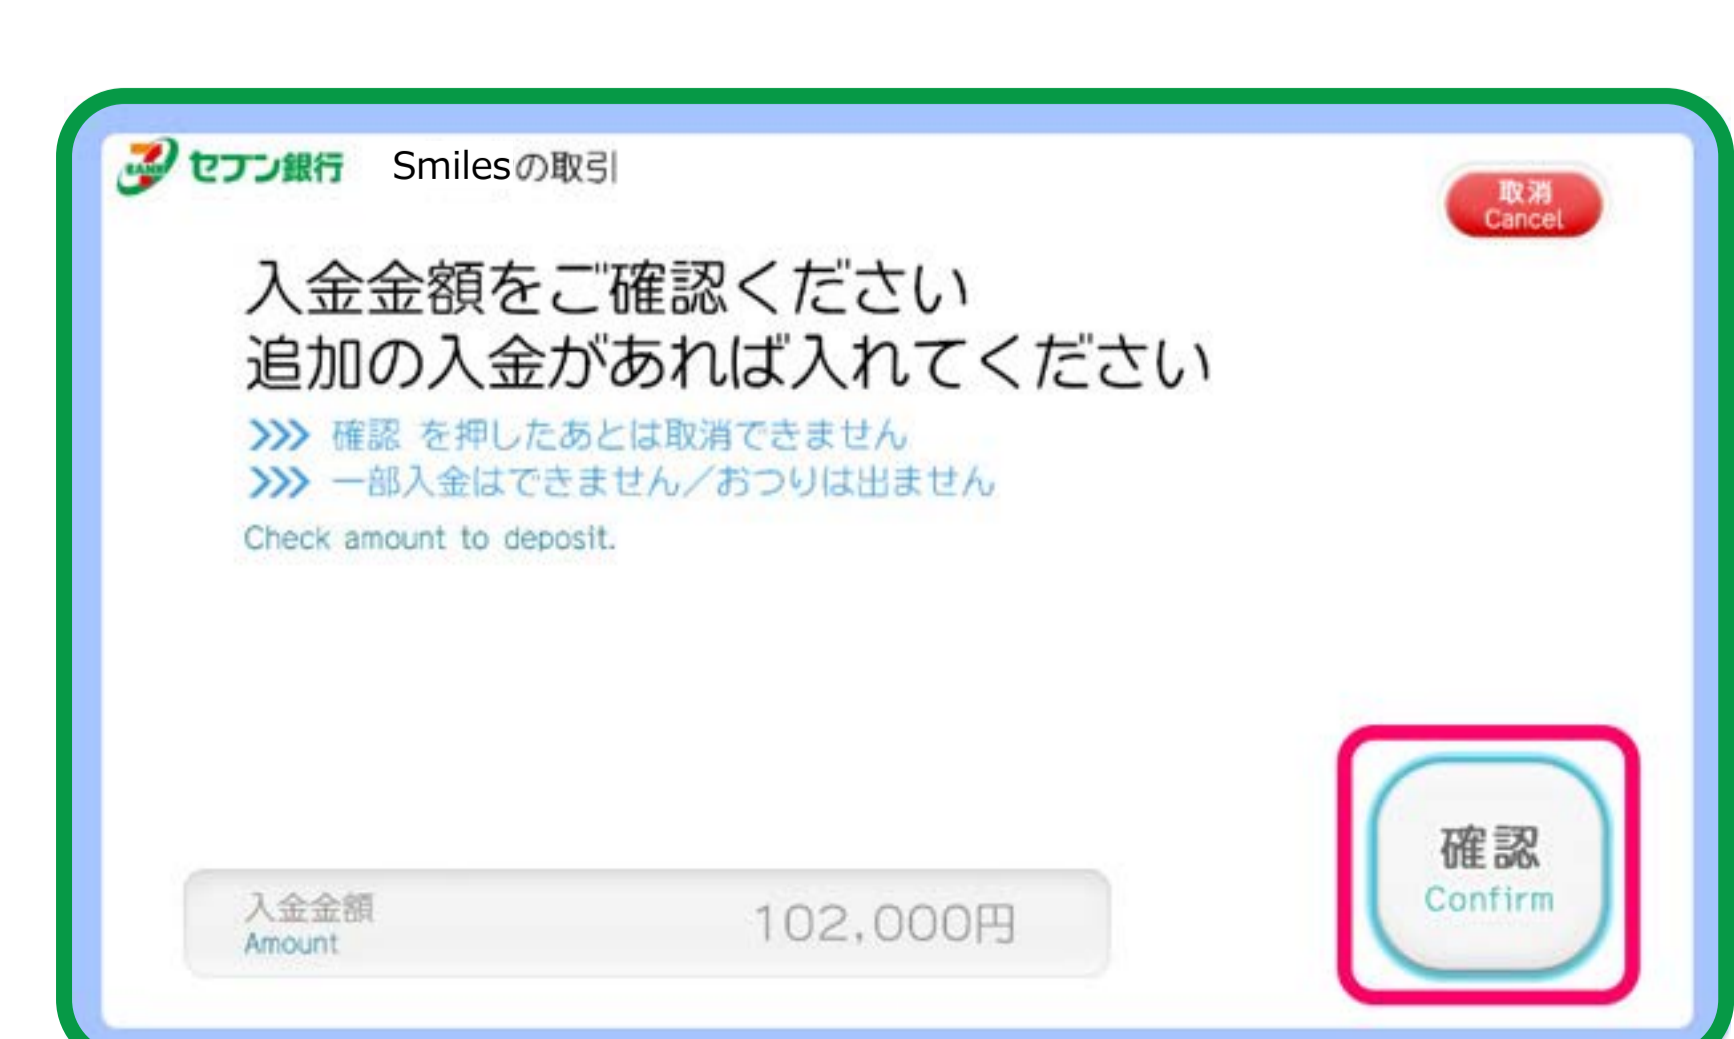 7 BANK セブン銀行 Smilesの取引
取消
Cancel
入金金額をご確認ください
追加の入金があれば入れてください
>>> 確認 を押したあとは取消できません
>>> 一部入金はできません/おつりは出ません
Check amount to deposit.
確認
Confirm
入金金額 102,000円
Amount